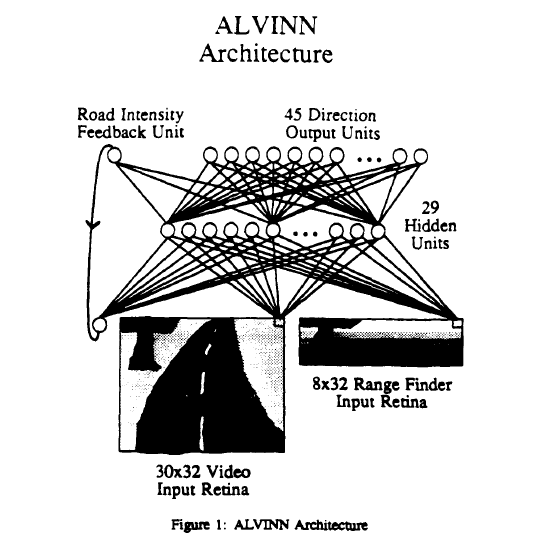 ALVINN
Architecture
Road Intensity
Feedback Unit
45 Direction
Output Units
29
Hidden
Units
8x32 Range Finder
Input Retina
30x32 Video
Input Retina
Figure 1: ALVINN Architecture